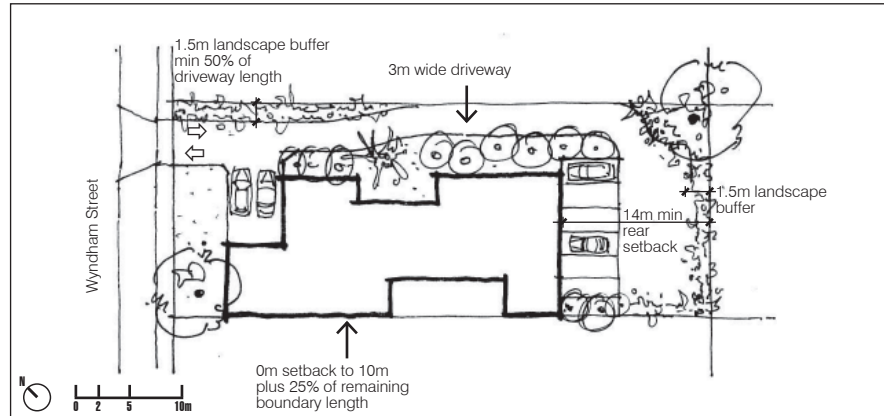 1.5m landscape buffer
min 50% of
driveway length
3m wide driveway
Wyndham Street
1.5m landscape
buffer
14m min
rear
setback
0m setback to 10m
plus 25% of remaining
boundary length
N
0 2 5 10m